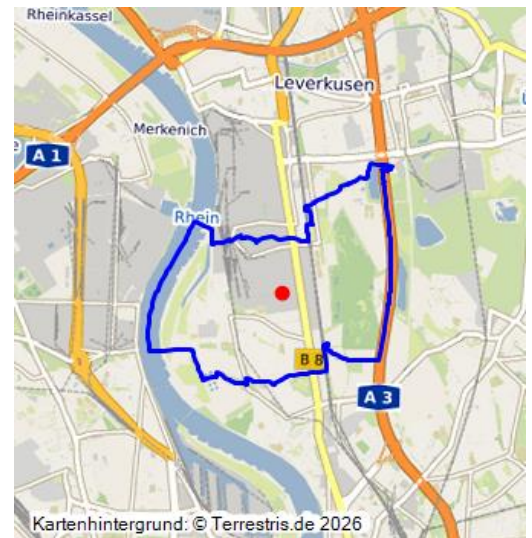 Rheinkassel
Leverkusen
Merkenich
A 1
Rhein
B 8
A 3
Kartenhintergrund: © Terrestris.de 2026